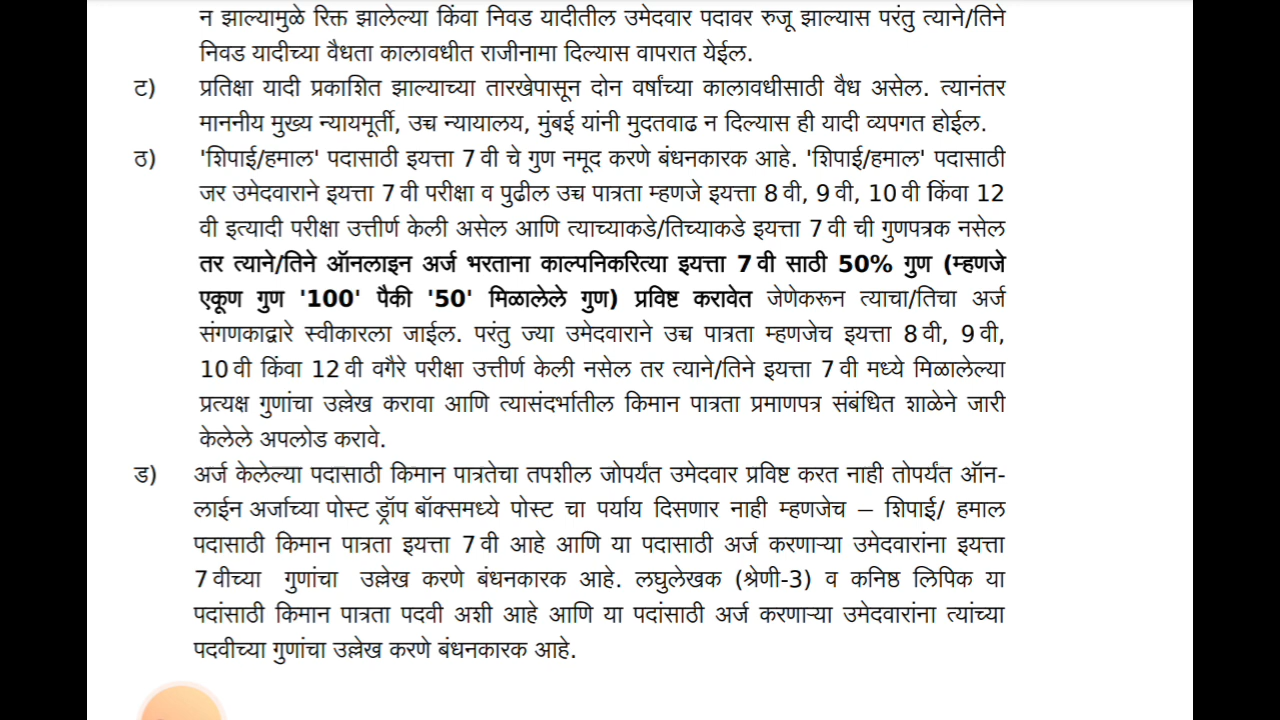 न झाल्यामुळे रिक्त झालेल्या किंवा निवड यादीतील उमेदवार पदावर रुजू झाल्यास परंतु त्याने/तिने
निवड यादीच्या वैधता कालावधीत राजीनामा दिल्यास वापरात येईल.
ट) प्रतिक्षा यादी प्रकाशित झाल्याच्या तारखेपासून दोन वर्षांच्या कालावधीसाठी वैध असेल. त्यानंतर
माननीय मुख्य न्यायमूर्ती, उच्च न्यायालय, मुंबई यांनी मुदतवाढ न दिल्यास ही यादी व्यपगत होईल.
ठ) 'शिपाई/हमाल' पदासाठी इयत्ता 7 वी चे गुण नमूद करणे बंधनकारक आहे. 'शिपाई/हमाल' पदासाठी
जर उमेदवाराने इयत्ता 7 वी परीक्षा व पुढील उच्च पात्रता म्हणजे इयत्ता 8 वी, 9 वी, 10 वी किंवा 12
वी इत्यादी परीक्षा उत्तीर्ण केली असेल आणि त्याच्याकडे/तिच्याकडे इयत्ता 7 वी ची गुणपत्रक नसेल
तर त्याने/तिने ऑनलाइन अर्ज भरताना काल्पनिकरित्या इयत्ता 7 वी साठी 50% गुण (म्हणजे
एकूण गुण '100' पैकी '50' मिळालेले गुण) प्रविष्ट करावेत जेणेकरून त्याचा/तिचा अर्ज
संगणकाद्वारे स्वीकारला जाईल. परंतु ज्या उमेदवाराने उच्च पात्रता म्हणजेच इयत्ता 8 वी, 9 वी,
10 वी किंवा 12 वी वगैरे परीक्षा उत्तीर्ण केली नसेल तर त्याने/तिने इयत्ता 7 वी मध्ये मिळालेल्या
प्रत्यक्ष गुणांचा उल्लेख करावा आणि त्यासंदर्भातील किमान पात्रता प्रमाणपत्र संबंधित शाळेने जारी
केलेले अपलोड करावे.
ड) अर्ज केलेल्या पदासाठी किमान पात्रतेचा तपशील जोपर्यंत उमेदवार प्रविष्ट करत नाही तोपर्यंत ऑन-
लाईन अर्जाच्या पोस्ट ड्रॉप बॉक्समध्ये पोस्ट चा पर्याय दिसणार नाही म्हणजेच – शिपाई/ हमाल
पदासाठी किमान पात्रता इयत्ता 7 वी आहे आणि या पदासाठी अर्ज करणाऱ्या उमेदवारांना इयत्ता
7 वीच्या गुणांचा उल्लेख करणे बंधनकारक आहे. लघुलेखक (श्रेणी-3) व कनिष्ठ लिपिक या
पदांसाठी किमान पात्रता पदवी अशी आहे आणि या पदांसाठी अर्ज करणाऱ्या उमेदवारांना त्यांच्या
पदवीच्या गुणांचा उल्लेख करणे बंधनकारक आहे.